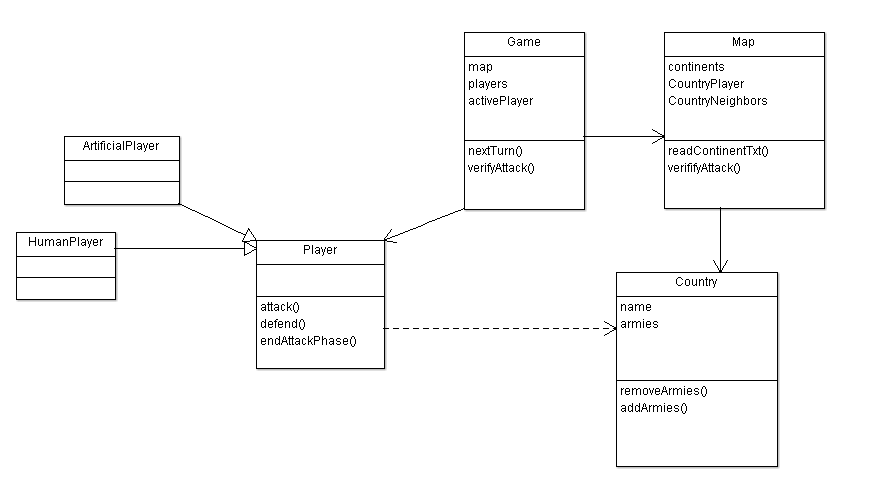 Game
map
players
activePlayer
nextTurn()
verifyAttack()
Map
continents
CountryPlayer
CountryNeighbors
readContinentTxt()
verififyAttack()
ArtificialPlayer
HumanPlayer
Player
attack()
defend()
endAttackPhase()
Country
name
armies
removeArmies()
addArmies()